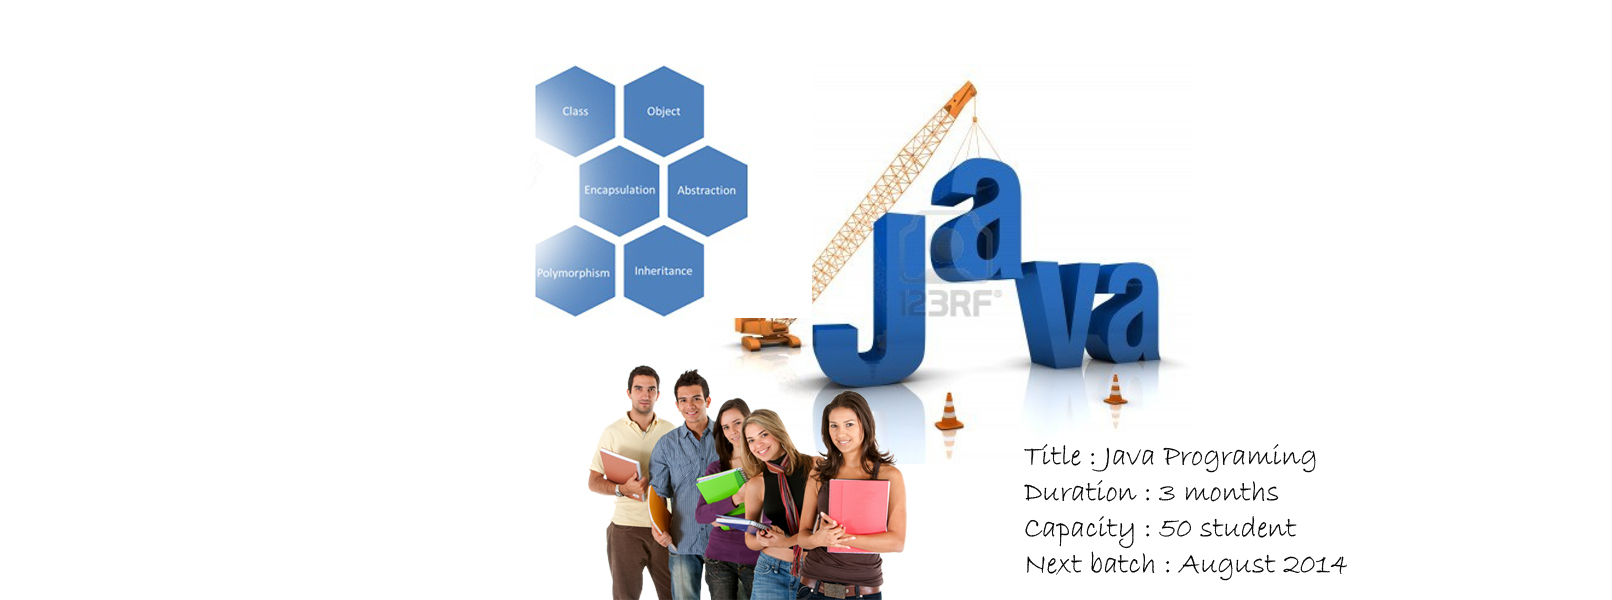 Class
Object
Encapsulation
Abstraction
Polymorphism
Inheritance
Java
123RF®
Title : Java Programing
Duration : 3 months
Capacity : 50 student
Next batch : August 2014